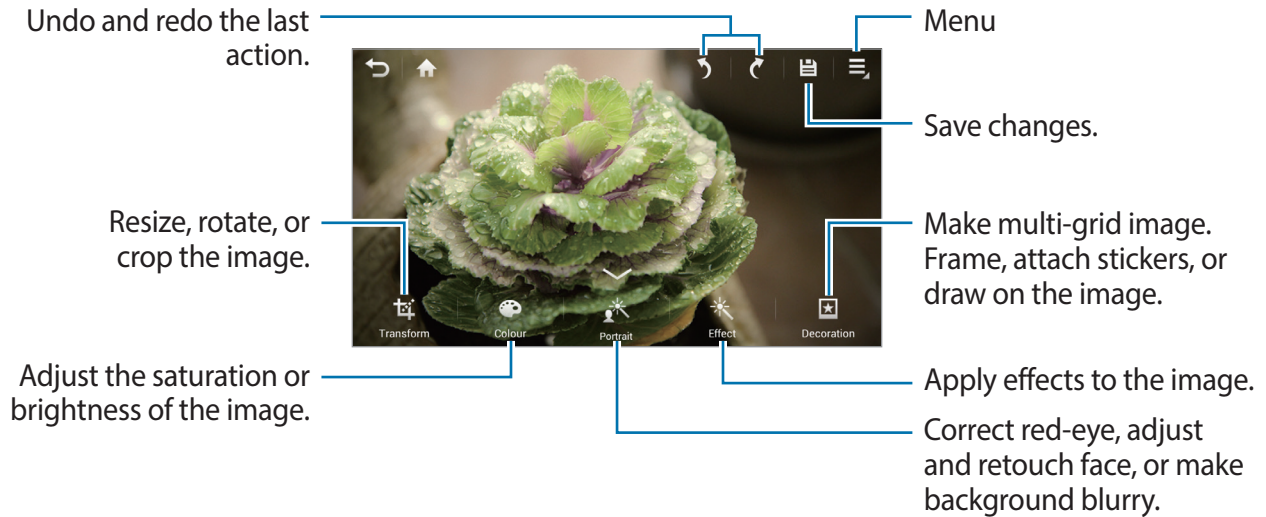 Undo and redo the last
action.
Menu
Save changes.
Resize, rotate, or
crop the image.
Make multi-grid image.
Frame, attach stickers, or
draw on the image.
Transform
Colour
Portrait
Effect
Decoration
Adjust the saturation or
brightness of the image.
Apply effects to the image.
Correct red-eye, adjust
and retouch face, or make
background blurry.